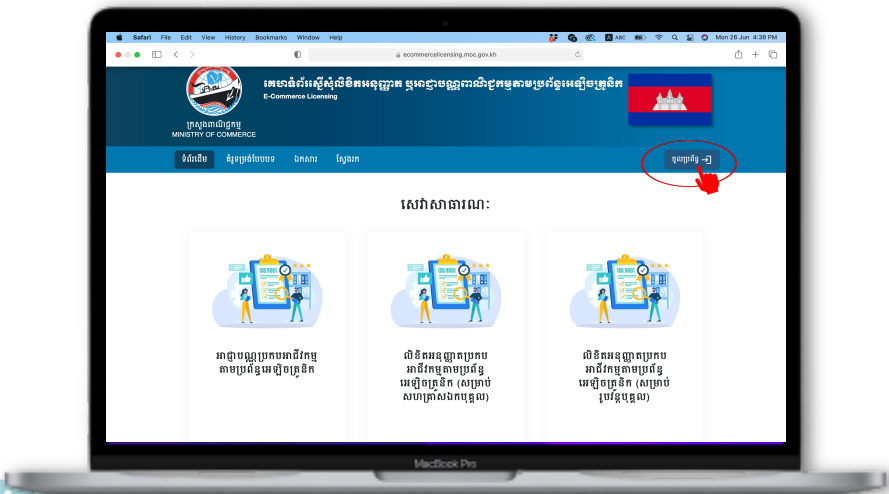 Safari File Edit View History Bookmarks Window Help
ABC
Mon 26 Jun 4:38 PM
ecommercelicensing.moc.gov.kh
គេហទំព័រស្នើសុំលិខិតអនុញ្ញាត ឬអាជ្ញាបណ្ណពាណិជ្ជកម្មតាមប្រព័ន្ធអេឡិចត្រូនិក
E-Commerce Licensing
ក្រសួងពាណិជ្ជកម្ម
MINISTRY OF COMMERCE
ទំព័រដើម គំរូទម្រង់បែបបទ ឯកសារ ស្វែងរក
ចូលប្រព័ន្ធ
សេវាសាធារណៈ
ISO 9001
អាជ្ញាបណ្ណប្រកបអាជីវកម្ម
តាមប្រព័ន្ធអេឡិចត្រូនិក
ISO 9001
លិខិតអនុញ្ញាតប្រកប
អាជីវកម្មតាមប្រព័ន្ធ
អេឡិចត្រូនិក (សម្រាប់
សហគ្រាសឯកបុគ្គល)
ISO 9001
លិខិតអនុញ្ញាតប្រកប
អាជីវកម្មតាមប្រព័ន្ធ
អេឡិចត្រូនិក (សម្រាប់
រូបវ័ន្តបុគ្គល)
MacBook Pro